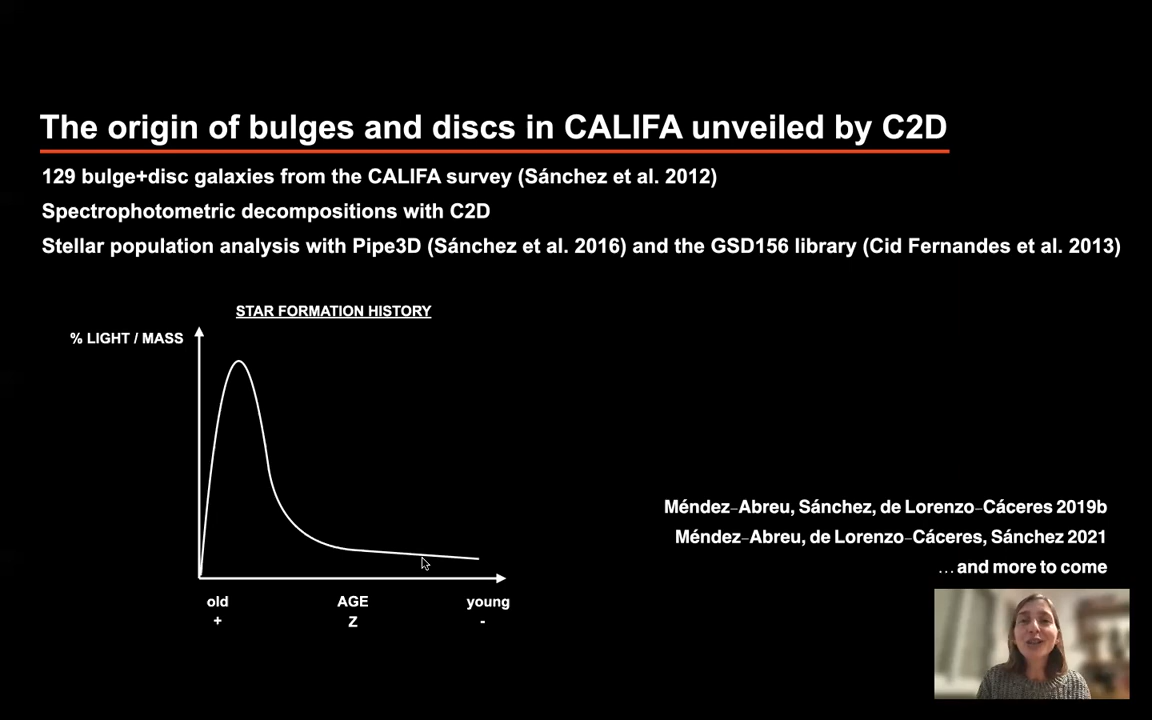 The origin of bulges and discs in CALIFA unveiled by C2D
129 bulge+disc galaxies from the CALIFA survey (Sánchez et al. 2012)
Spectrophotometric decompositions with C2D
Stellar population analysis with Pipe3D (Sánchez et al. 2016) and the GSD156 library (Cid Fernandes et al. 2013)
STAR FORMATION HISTORY
% LIGHT / MASS
old AGE young
+ Z -
Méndez-Abreu, Sánchez, de Lorenzo-Cáceres 2019b
Méndez-Abreu, de Lorenzo-Cáceres, Sánchez 2021
…and more to come